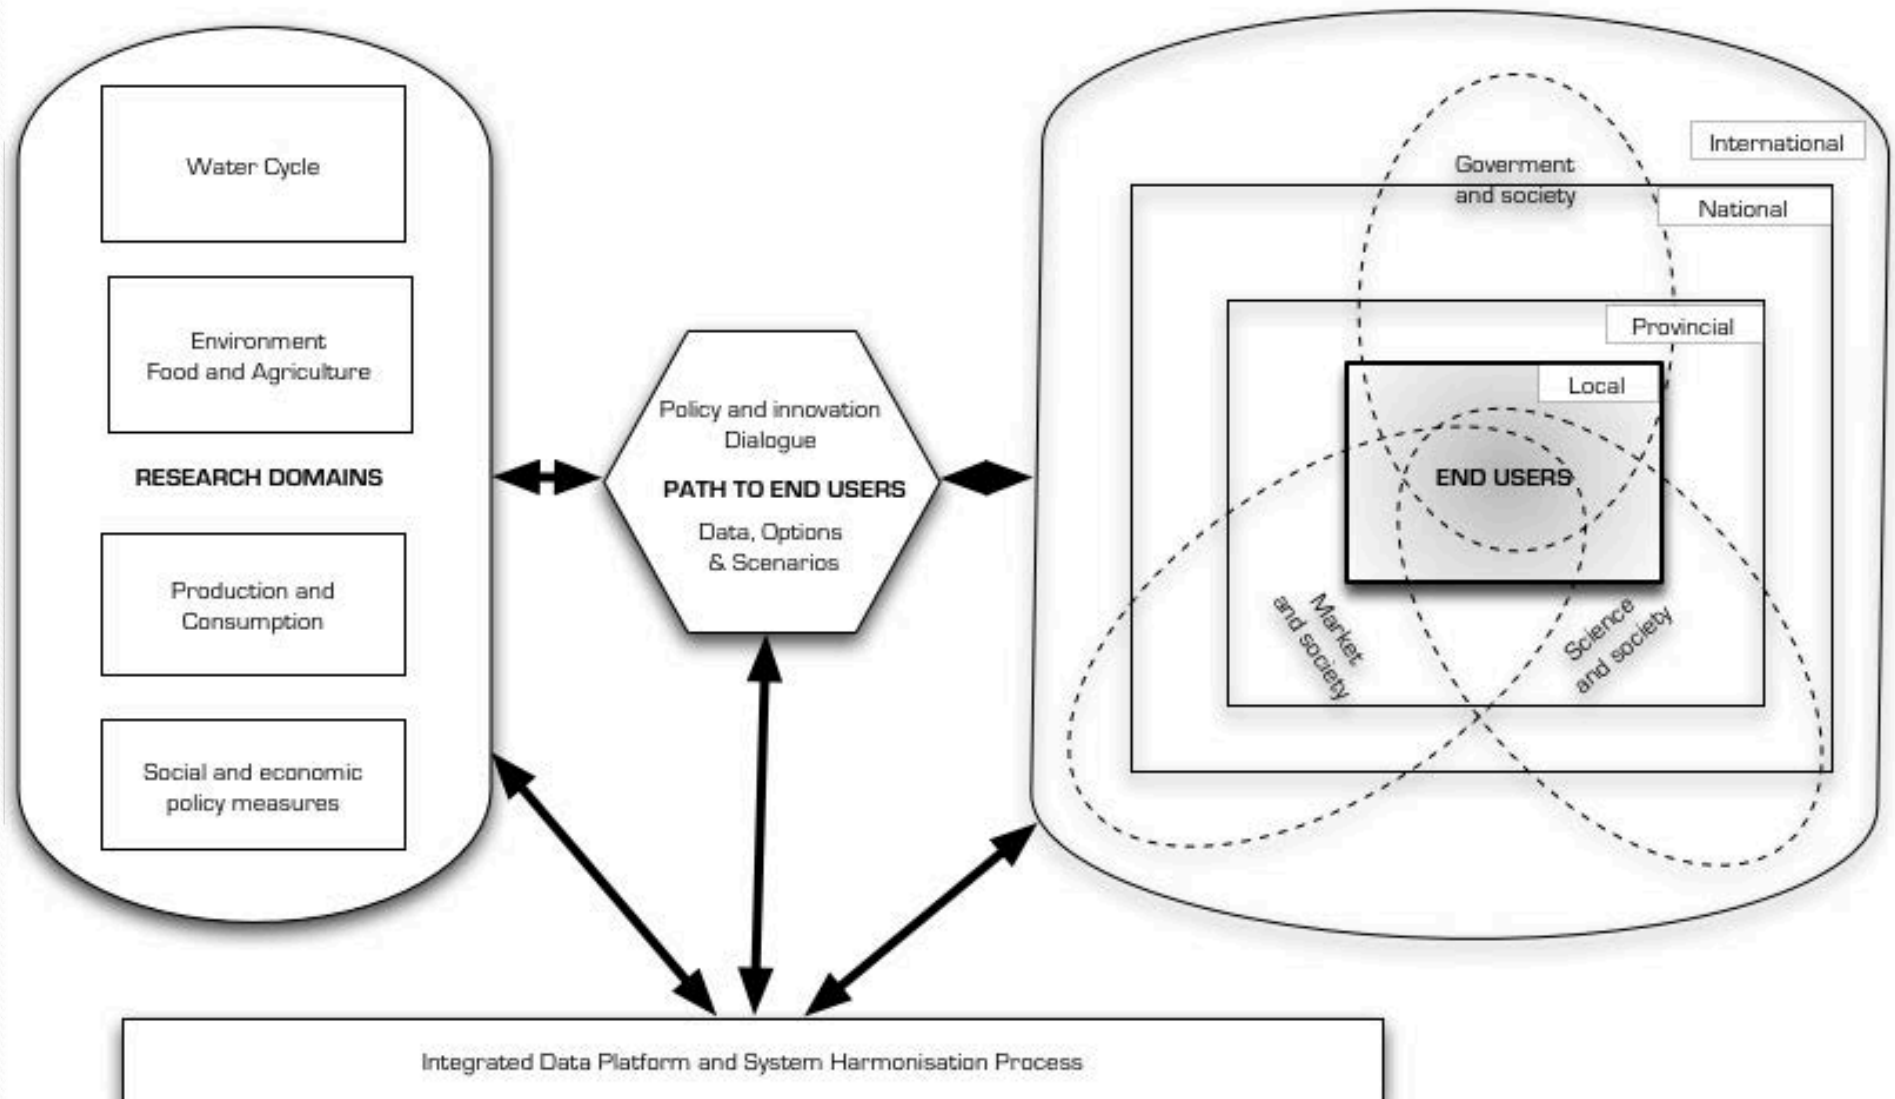 Water Cycle
Environment
Food and Agriculture
RESEARCH DOMAINS
Production and
Consumption
Social and economic
policy measures
Policy and innovation
Dialogue
PATH TO END USERS
Data, Options
& Scenarios
International
Goverment
and society
National
Provincial
Local
END USERS
Market
and society
Science
and society
Integrated Data Platform and System Harmonisation Process